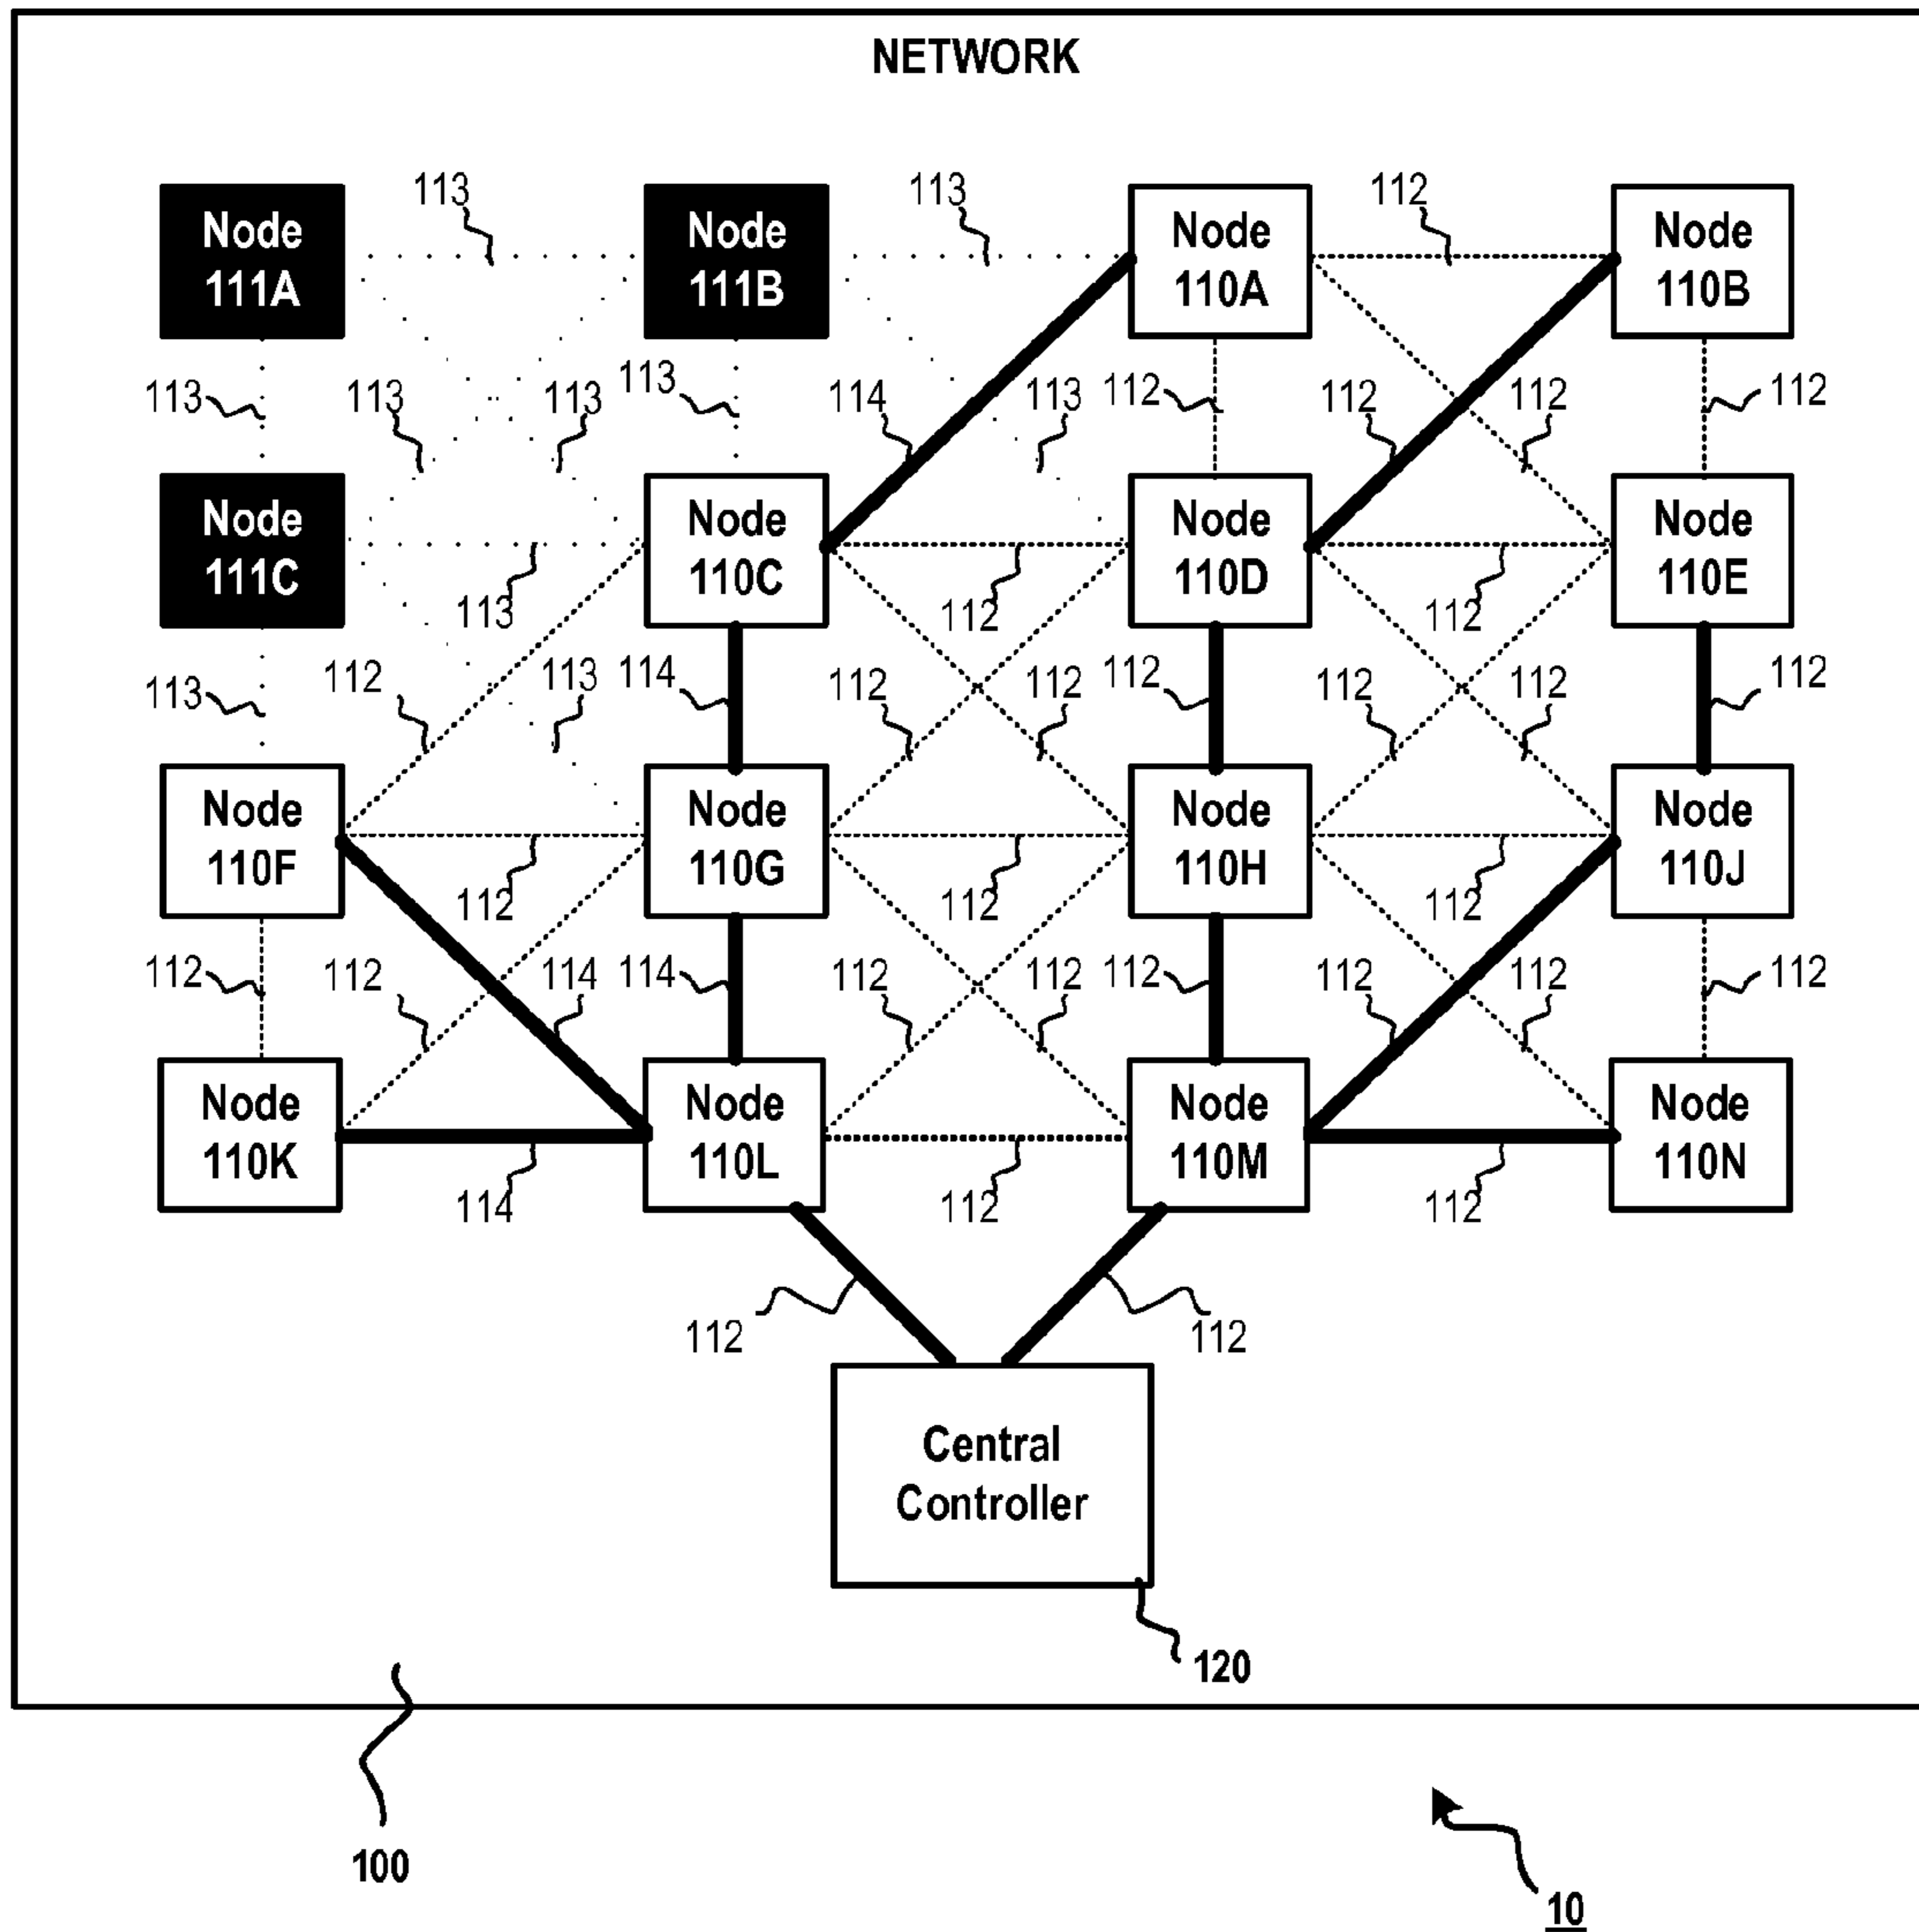 NETWORK
113 113 112
Node Node Node Node
111A 111B 110A 110B
113 113 113 113 114 113 112 112 112 112
Node Node Node Node
111C 110C 110D 110E
113 112 112
113 112 113 114 112 112 112 112 112 112
Node Node Node Node
110F 110G 110H 110J
112 112 112
112 112 114 114 112 112 112 112 112 112
Node Node Node Node
110K 110L 110M 110N
114 112 112
112 112
Central
Controller
120
100
10